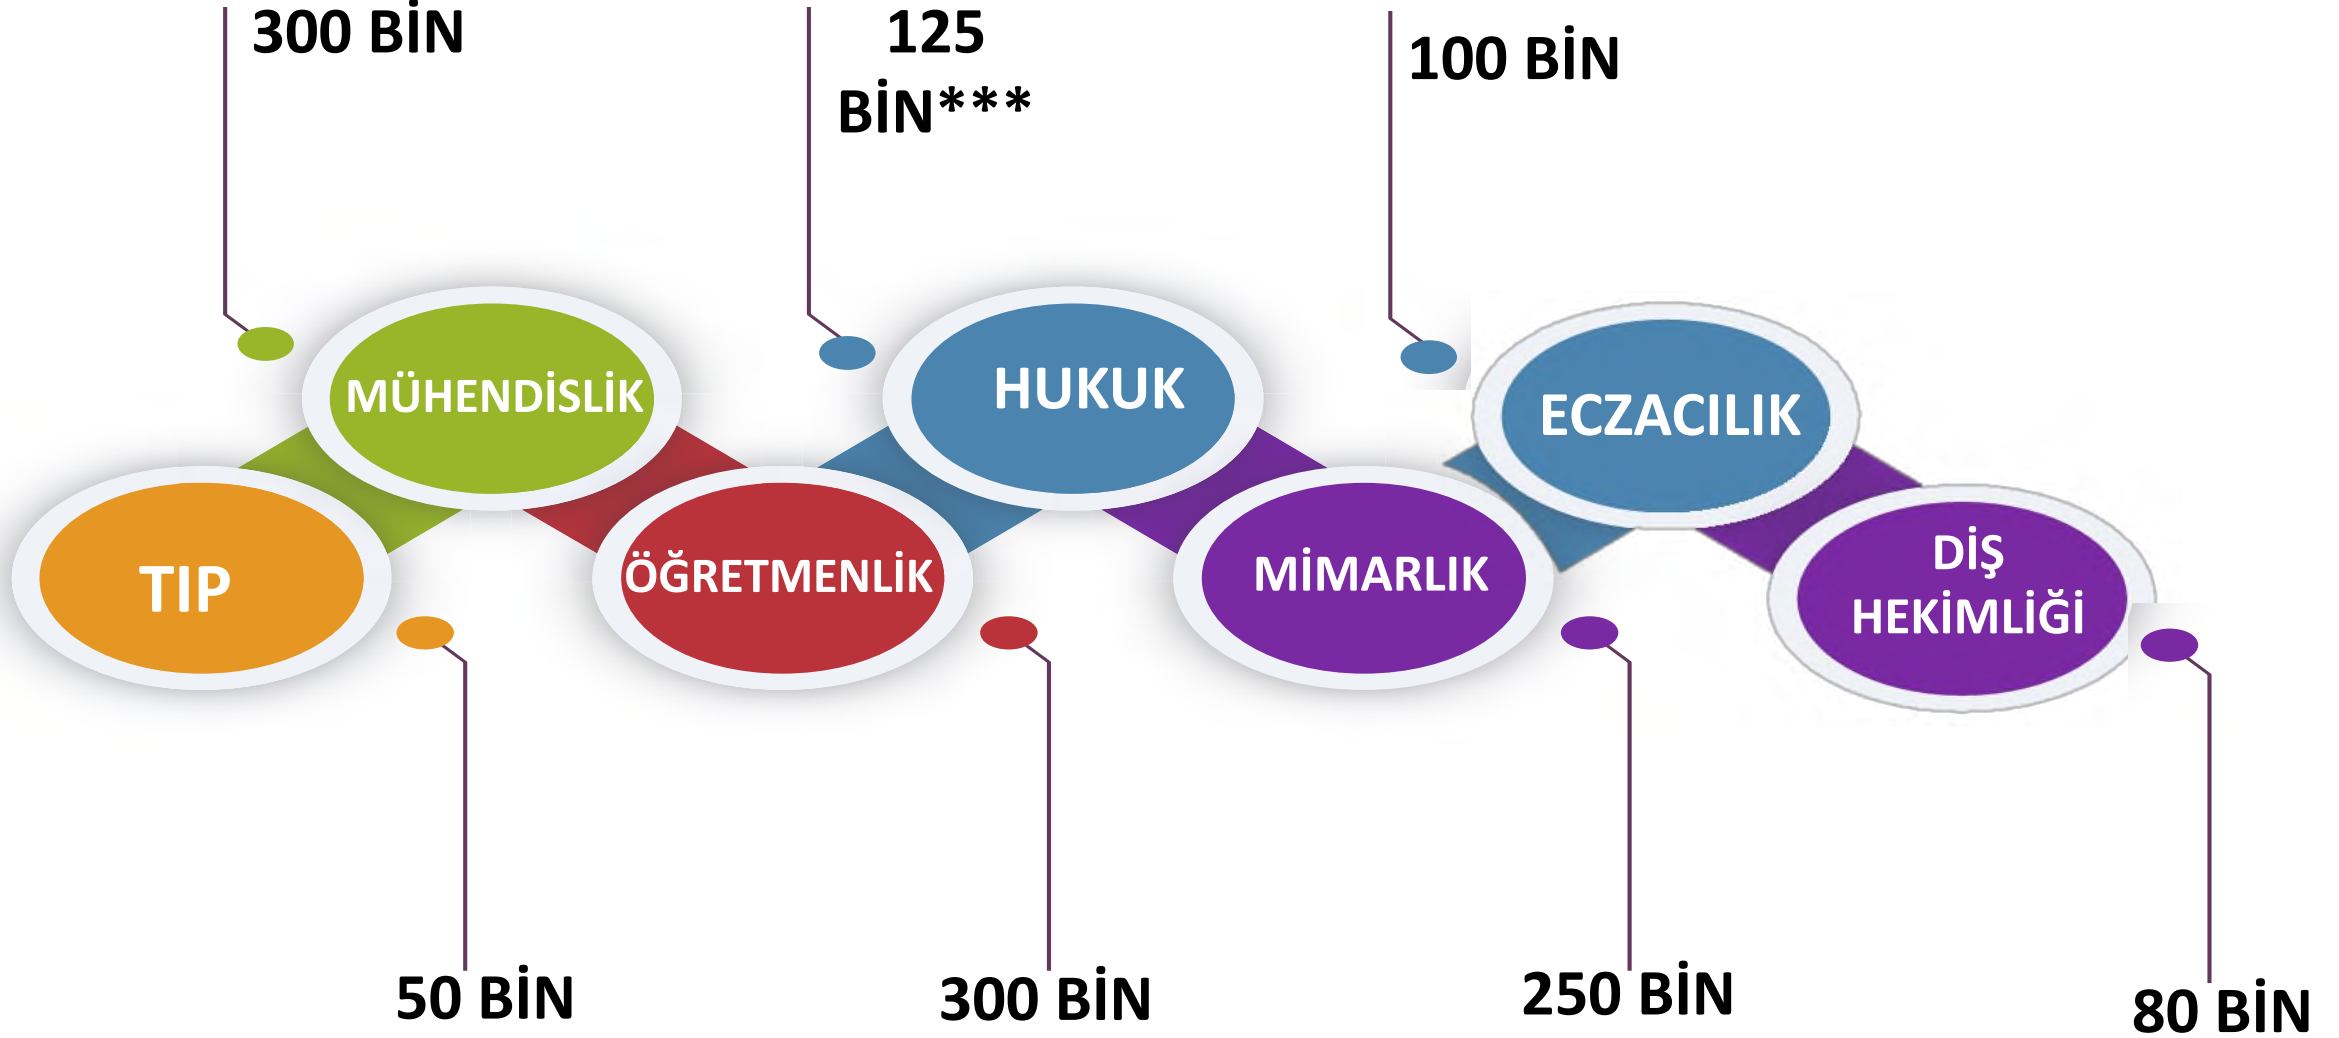 300 BİN
125
BİN***
100 BİN
MÜHENDİSLİK
HUKUK
ECZACILIK
TIP
ÖĞRETMENLİK
MİMARLIK
DİŞ
HEKİMLİĞİ
50 BİN
300 BİN
250 BİN
80 BİN